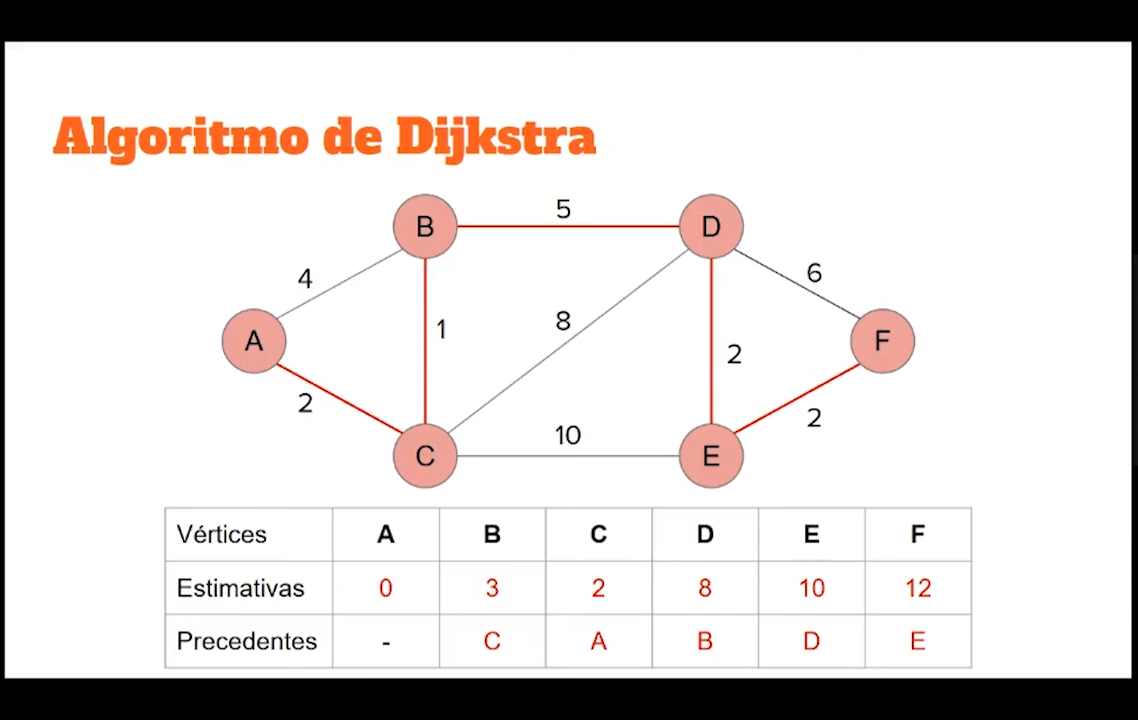 Algoritmo de Dijkstra
B 5 D
4 6
1 8
A F
2 2 2
C 10 E
Vértices A B C D E F
Estimativas 0 3 2 8 10 12
Precedentes - C A B D E